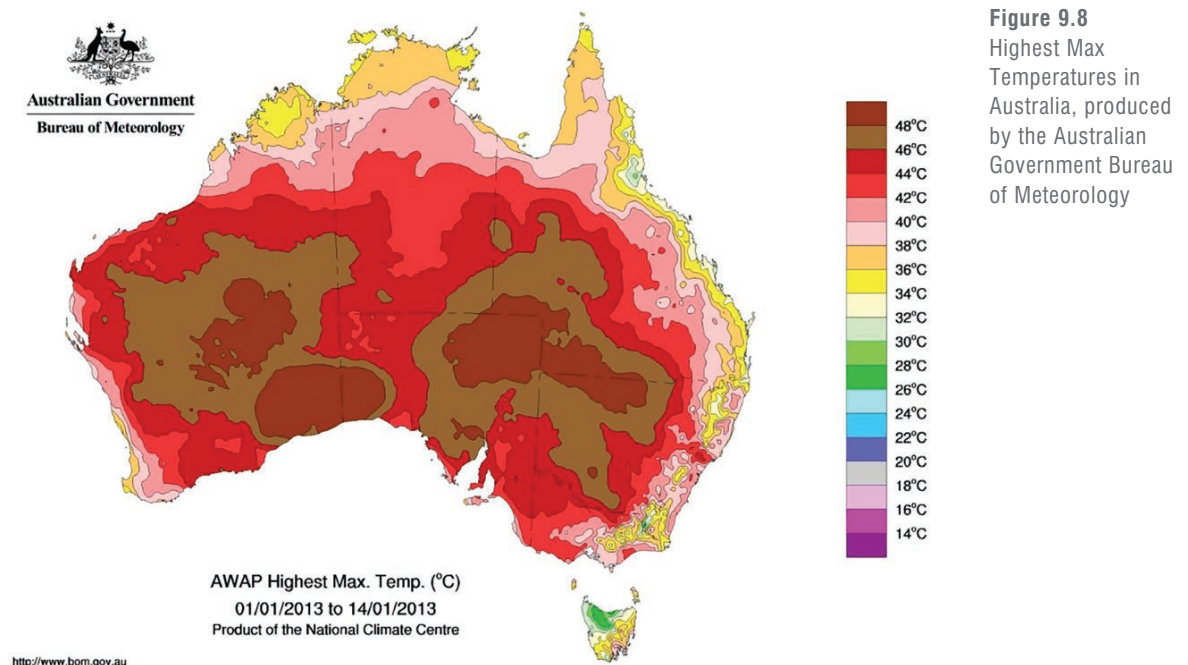 Australian Government
Bureau of Meteorology
48°C
46°C
44°C
42°C
40°C
38°C
36°C
34°C
32°C
30°C
28°C
26°C
24°C
22°C
20°C
18°C
16°C
14°C
AWAP Highest Max. Temp. (°C)
01/01/2013 to 14/01/2013
Product of the National Climate Centre
http://www.bom.gov.au
Figure 9.8
Highest Max
Temperatures in
Australia, produced
by the Australian
Government Bureau
of Meteorology